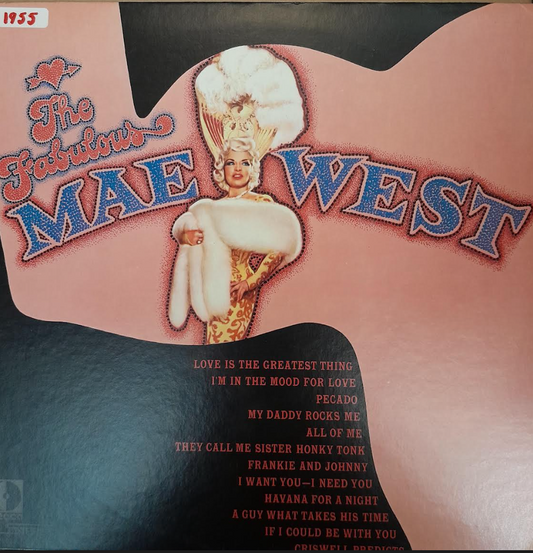 1955
The
Fabulous
MAE WEST
LOVE IS THE GREATEST THING
I'M IN THE MOOD FOR LOVE
PECADO
MY DADDY ROCKS ME
ALL OF ME
THEY CALL ME SISTER HONKY TONK
FRANKIE AND JOHNNY
I WANT YOU—I NEED YOU
HAVANA FOR A NIGHT
A GUY WHAT TAKES HIS TIME
IF I COULD BE WITH YOU
CRISWELL PREDICTS